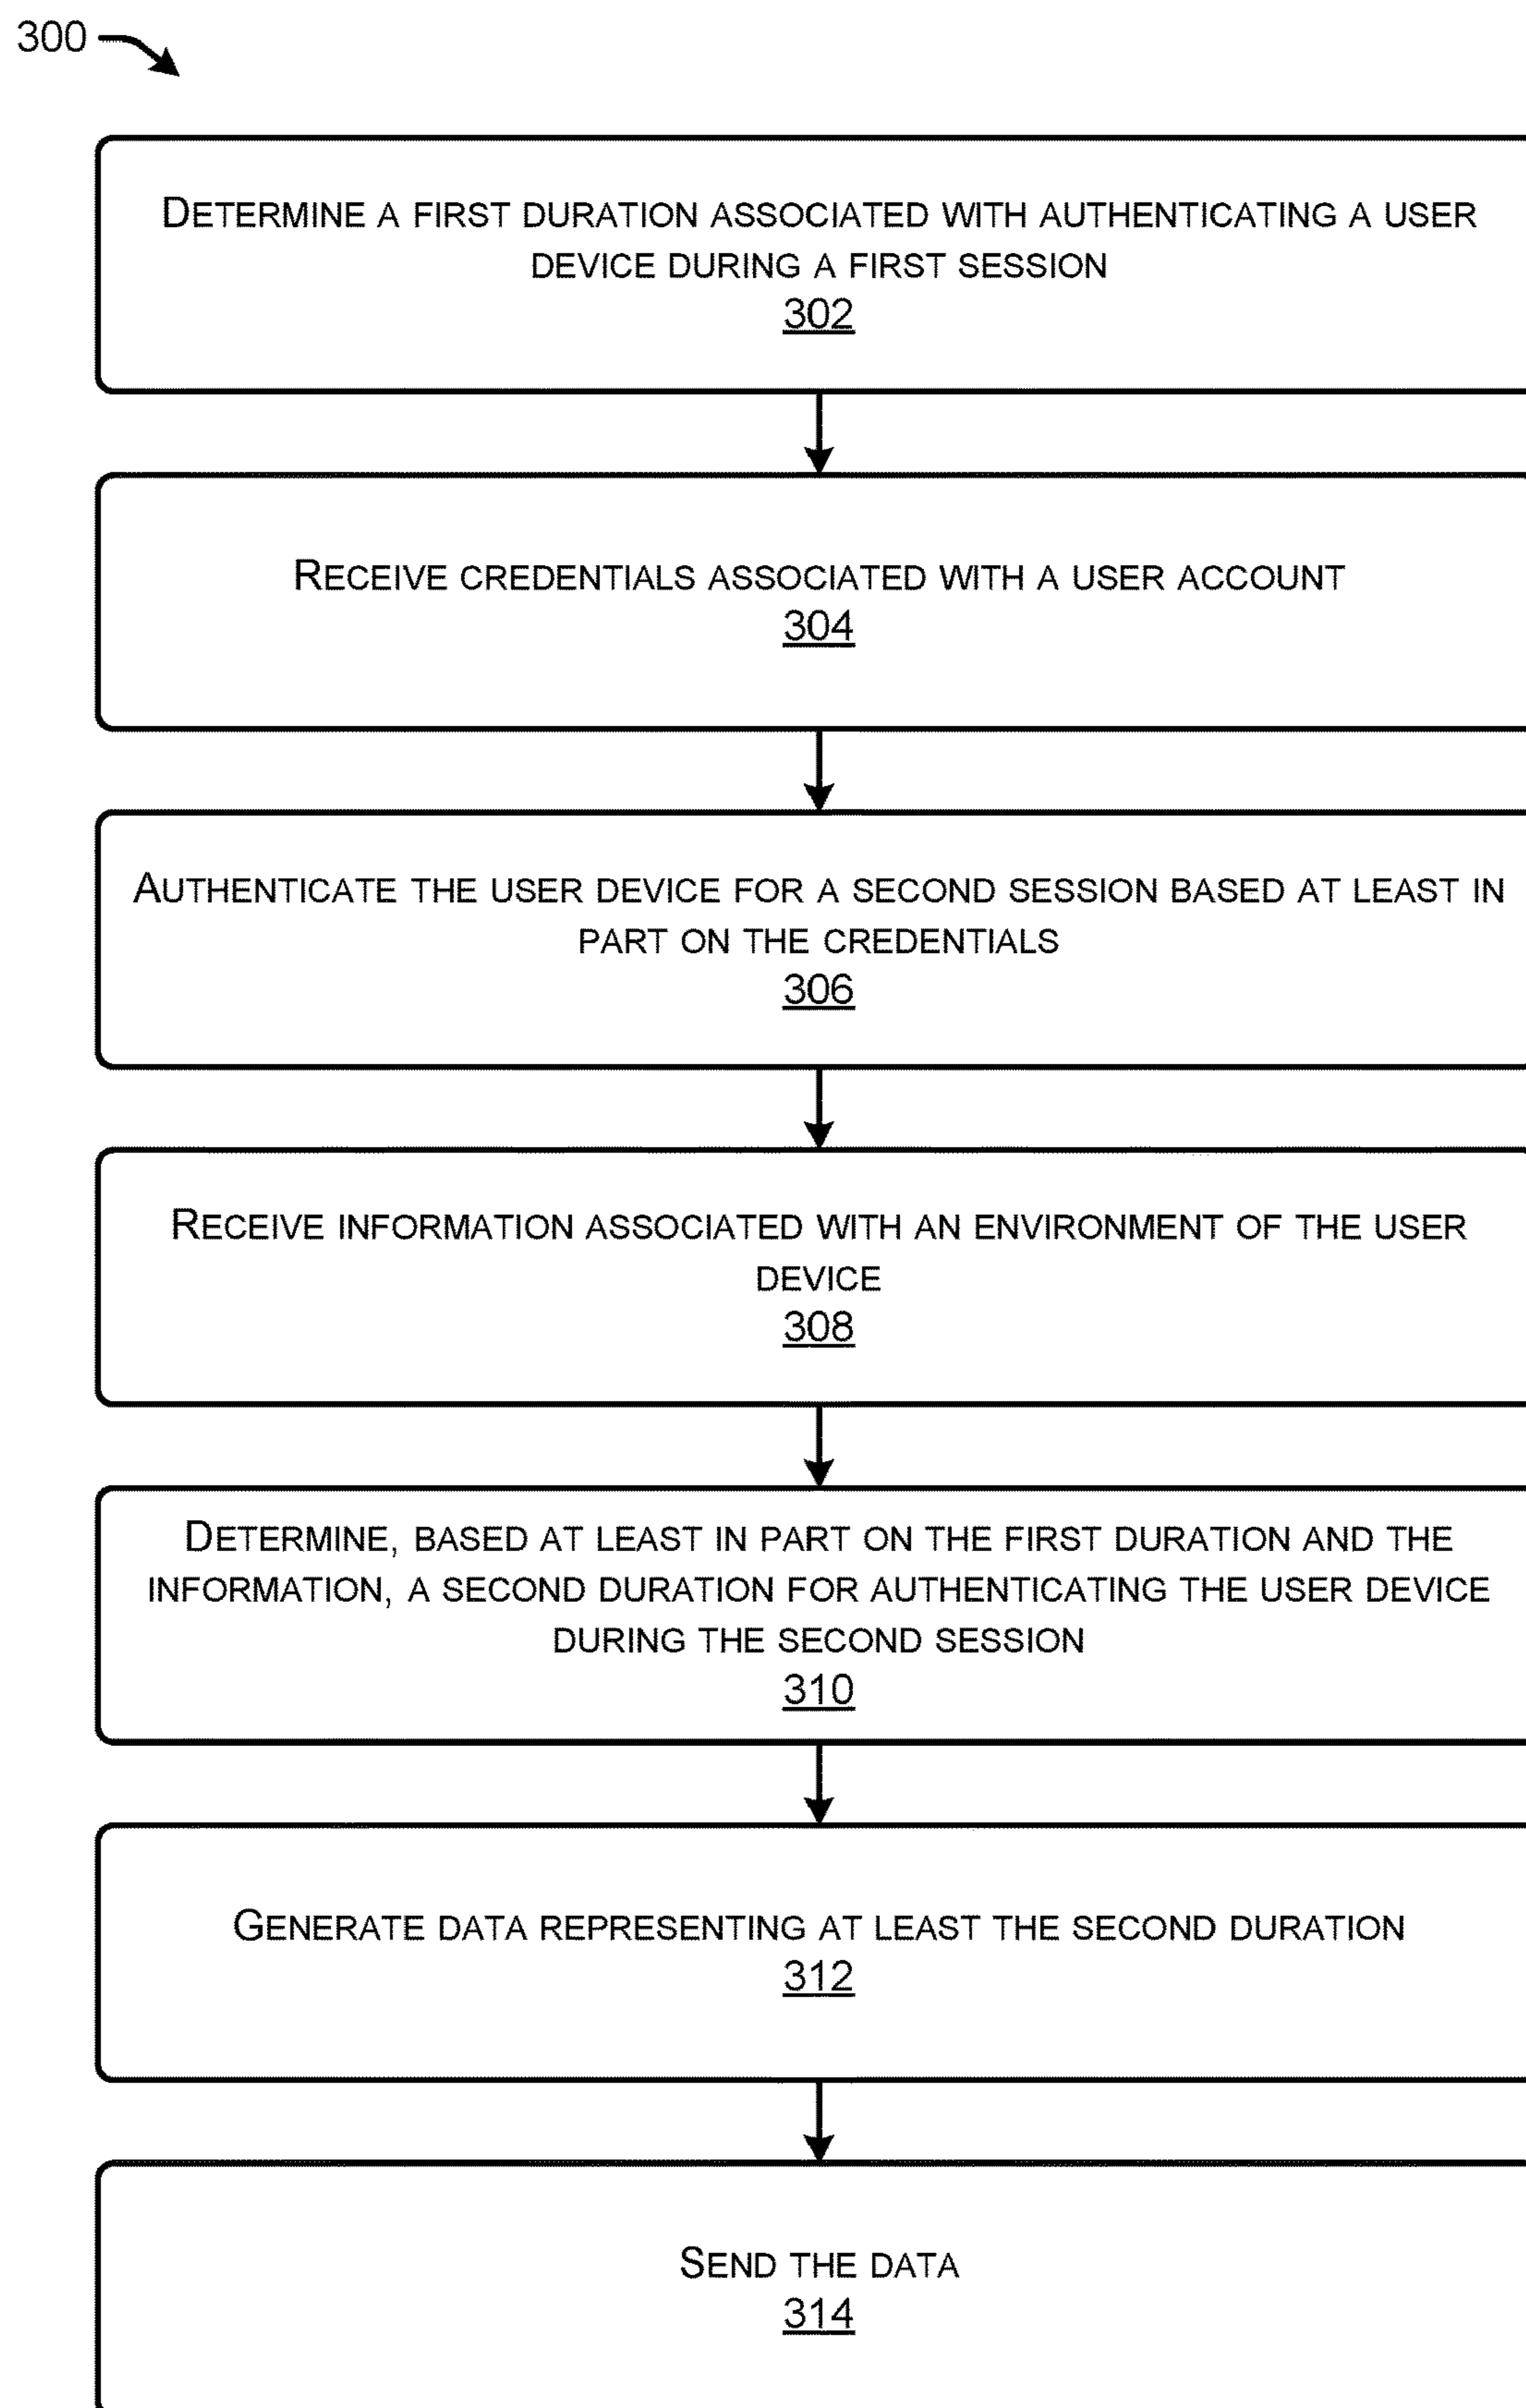 300
DETERMINE A FIRST DURATION ASSOCIATED WITH AUTHENTICATING A USER
DEVICE DURING A FIRST SESSION
302
RECEIVE CREDENTIALS ASSOCIATED WITH A USER ACCOUNT
304
AUTHENTICATE THE USER DEVICE FOR A SECOND SESSION BASED AT LEAST IN
PART ON THE CREDENTIALS
306
RECEIVE INFORMATION ASSOCIATED WITH AN ENVIRONMENT OF THE USER
DEVICE
308
DETERMINE, BASED AT LEAST IN PART ON THE FIRST DURATION AND THE
INFORMATION, A SECOND DURATION FOR AUTHENTICATING THE USER DEVICE
DURING THE SECOND SESSION
310
GENERATE DATA REPRESENTING AT LEAST THE SECOND DURATION
312
SEND THE DATA
314